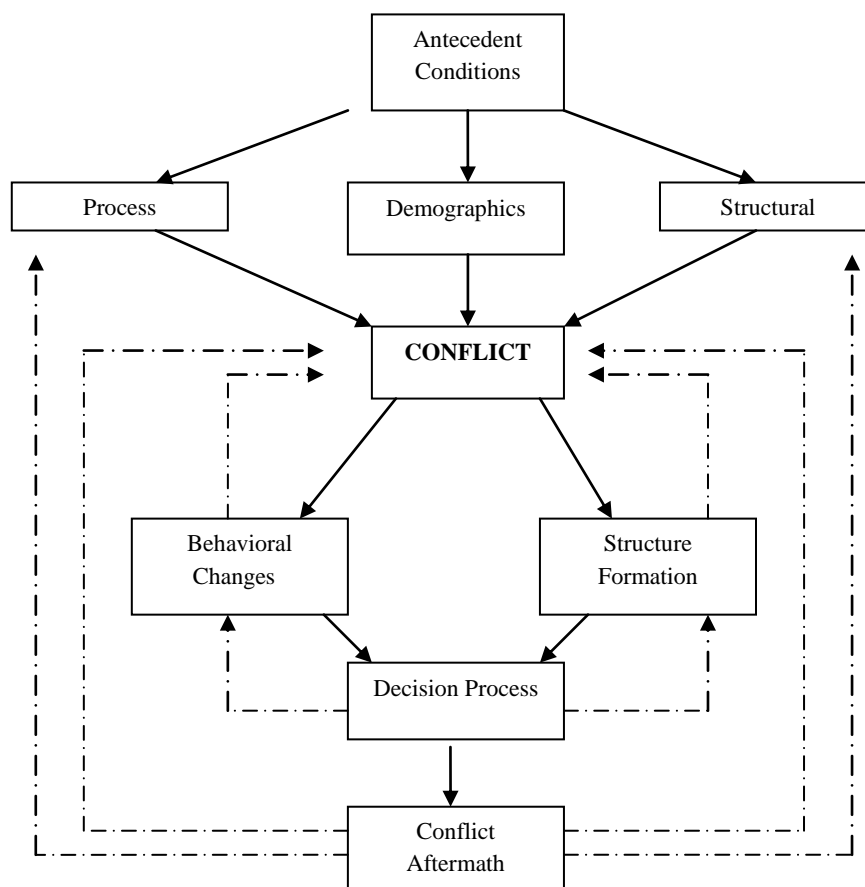 Antecedent
Conditions
Process
Demographics
Structural
CONFLICT
Behavioral
Changes
Structure
Formation
Decision Process
Conflict
Aftermath